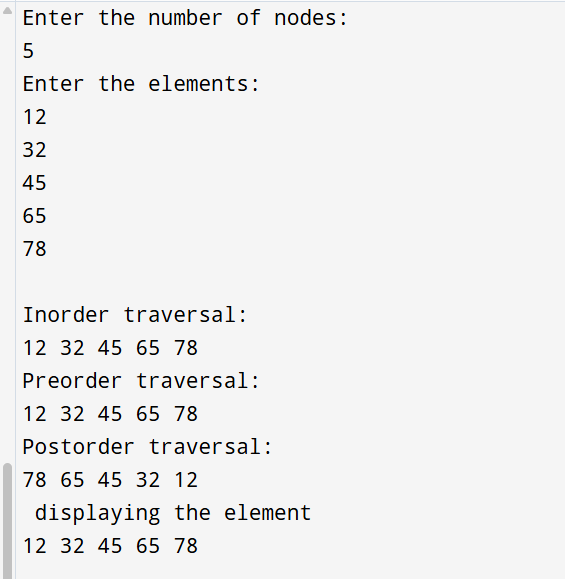 Enter the number of nodes:
5
Enter the elements:
12
32
45
65
78
Inorder traversal:
12 32 45 65 78
Preorder traversal:
12 32 45 65 78
Postorder traversal:
78 65 45 32 12
displaying the element
12 32 45 65 78